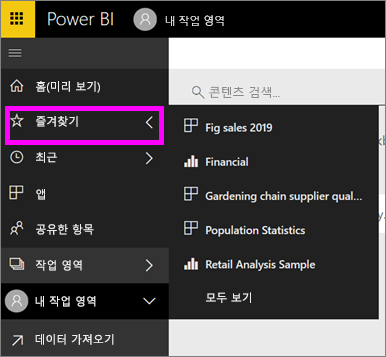 Power BI
내 작업 영역
홈(미리 보기)
콘텐츠 검색...
즐겨찾기
Fig sales 2019
최근
Financial
앱
Gardening chain supplier qual...
공유한 항목
Population Statistics
작업 영역
Retail Analysis Sample
내 작업 영역
모두 보기
데이터 가져오기